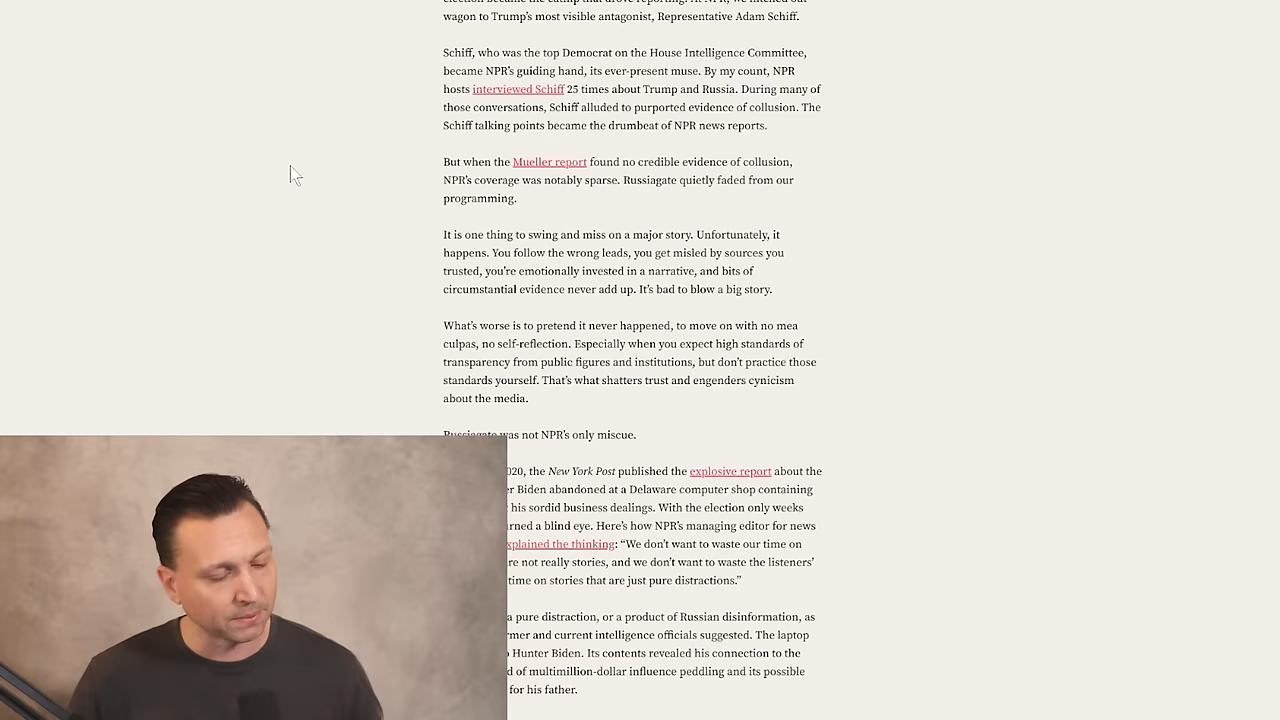 wagon to Trump’s most visible antagonist, Representative Adam Schiff.
Schiff, who was the top Democrat on the House Intelligence Committee,
became NPR’s guiding hand, its ever-present muse. By my count, NPR
hosts interviewed Schiff 25 times about Trump and Russia. During many of
those conversations, Schiff alluded to purported evidence of collusion. The
Schiff talking points became the drumbeat of NPR news reports.
But when the Mueller report found no credible evidence of collusion,
NPR’s coverage was notably sparse. Russiagate quietly faded from our
programming.
It is one thing to swing and miss on a major story. Unfortunately, it
happens. You follow the wrong leads, you get misled by sources you
trusted, you’re emotionally invested in a narrative, and bits of
circumstantial evidence never add up. It’s bad to blow a big story.
What’s worse is to pretend it never happened, to move on with no mea
culpas, no self-reflection. Especially when you expect high standards of
transparency from public figures and institutions, but don’t practice those
standards yourself. That’s what shatters trust and engenders cynicism
about the media.
Russiagate was not NPR’s only miscue.
020, the New York Post published the explosive report about the
er Biden abandoned at a Delaware computer shop containing
his sordid business dealings. With the election only weeks
urned a blind eye. Here’s how NPR’s managing editor for news
xplained the thinking: “We don’t want to waste our time on
re not really stories, and we don’t want to waste the listeners’
time on stories that are just pure distractions.”
a pure distraction, or a product of Russian disinformation, as
rmer and current intelligence officials suggested. The laptop
Hunter Biden. Its contents revealed his connection to the
d of multimillion-dollar influence peddling and its possible
for his father.